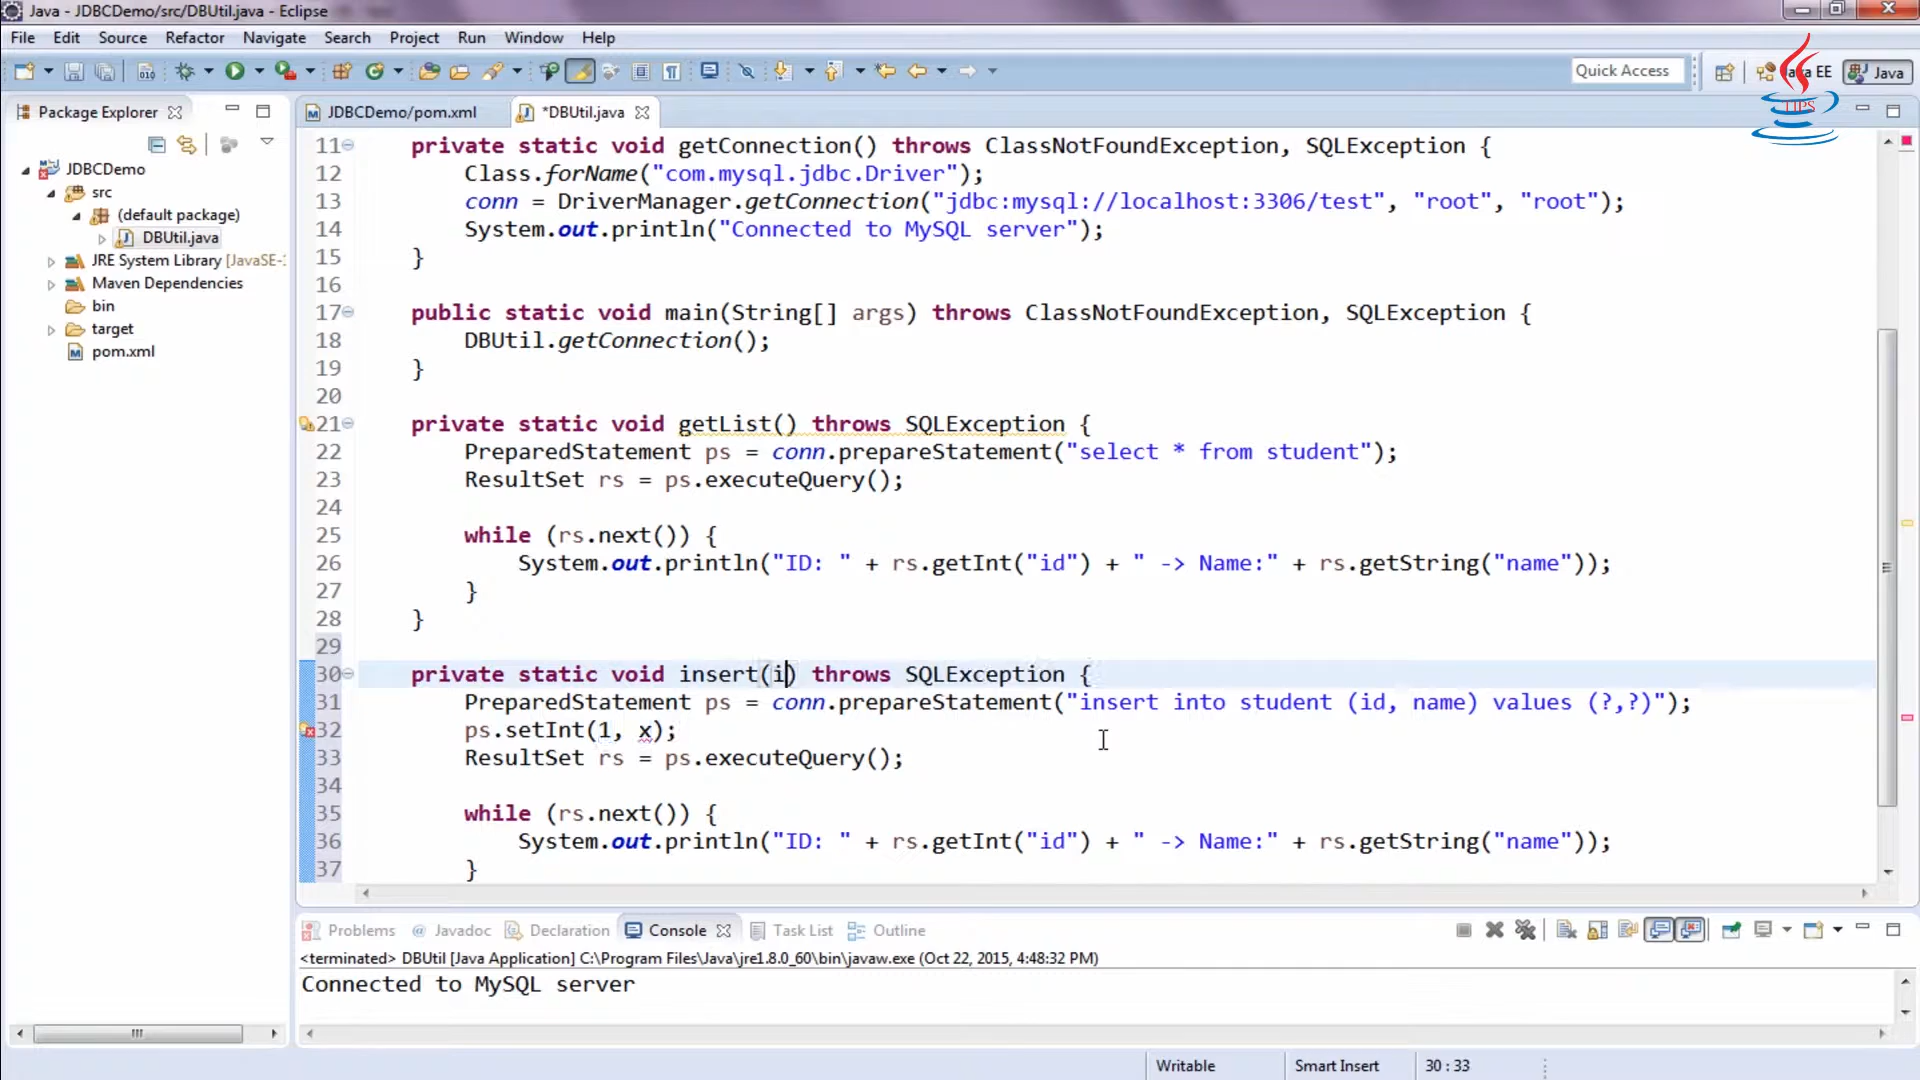 Java - JDBCDemo/src/DBUtil.java - Eclipse
File Edit Source Refactor Navigate Search Project Run Window Help
Quick Access Java EE Java
TIPS
Package Explorer JDBCDemo/pom.xml *DBUtil.java
JDBCDemo
src
(default package)
DBUtil.java
JRE System Library [JavaSE-1
Maven Dependencies
bin
target
pom.xml
11 private static void getConnection() throws ClassNotFoundException, SQLException {
12 Class.forName("com.mysql.jdbc.Driver");
13 conn = DriverManager.getConnection("jdbc:mysql://localhost:3306/test", "root", "root");
14 System.out.println("Connected to MySQL server");
15 }
16
17 public static void main(String[] args) throws ClassNotFoundException, SQLException {
18 DBUtil.getConnection();
19 }
20
21 private static void getList() throws SQLException {
22 PreparedStatement ps = conn.prepareStatement("select * from student");
23 ResultSet rs = ps.executeQuery();
24
25 while (rs.next()) {
26 System.out.println("ID: " + rs.getInt("id") + " -> Name:" + rs.getString("name"));
27 }
28 }
29
30 private static void insert(i) throws SQLException {
31 PreparedStatement ps = conn.prepareStatement("insert into student (id, name) values (?,?)");
32 ps.setInt(1, x);
33 ResultSet rs = ps.executeQuery();
34
35 while (rs.next()) {
36 System.out.println("ID: " + rs.getInt("id") + " -> Name:" + rs.getString("name"));
37 }
Problems @ Javadoc Declaration Console Task List Outline
<terminated> DBUtil [Java Application] C:\Program Files\Java\jre1.8.0_60\bin\javaw.exe (Oct 22, 2015, 4:48:32 PM)
Connected to MySQL server
Writable Smart Insert 30 : 33